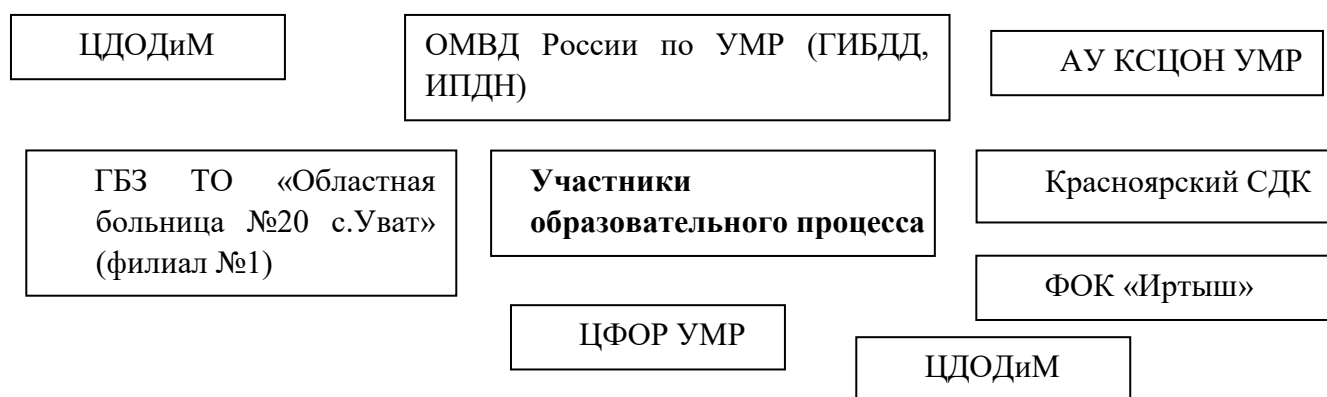 ЦДОДиМ
ОМВД России по УМР (ГИБДД,
ИПДН)
АУ КСЦОН УМР
ГБЗ ТО «Областная
больница №20 с.Уват»
(филиал №1)
Участники
образовательного процесса
Красноярский СДК
ФОК «Иртыш»
ЦФОР УМР
ЦДОДиМ